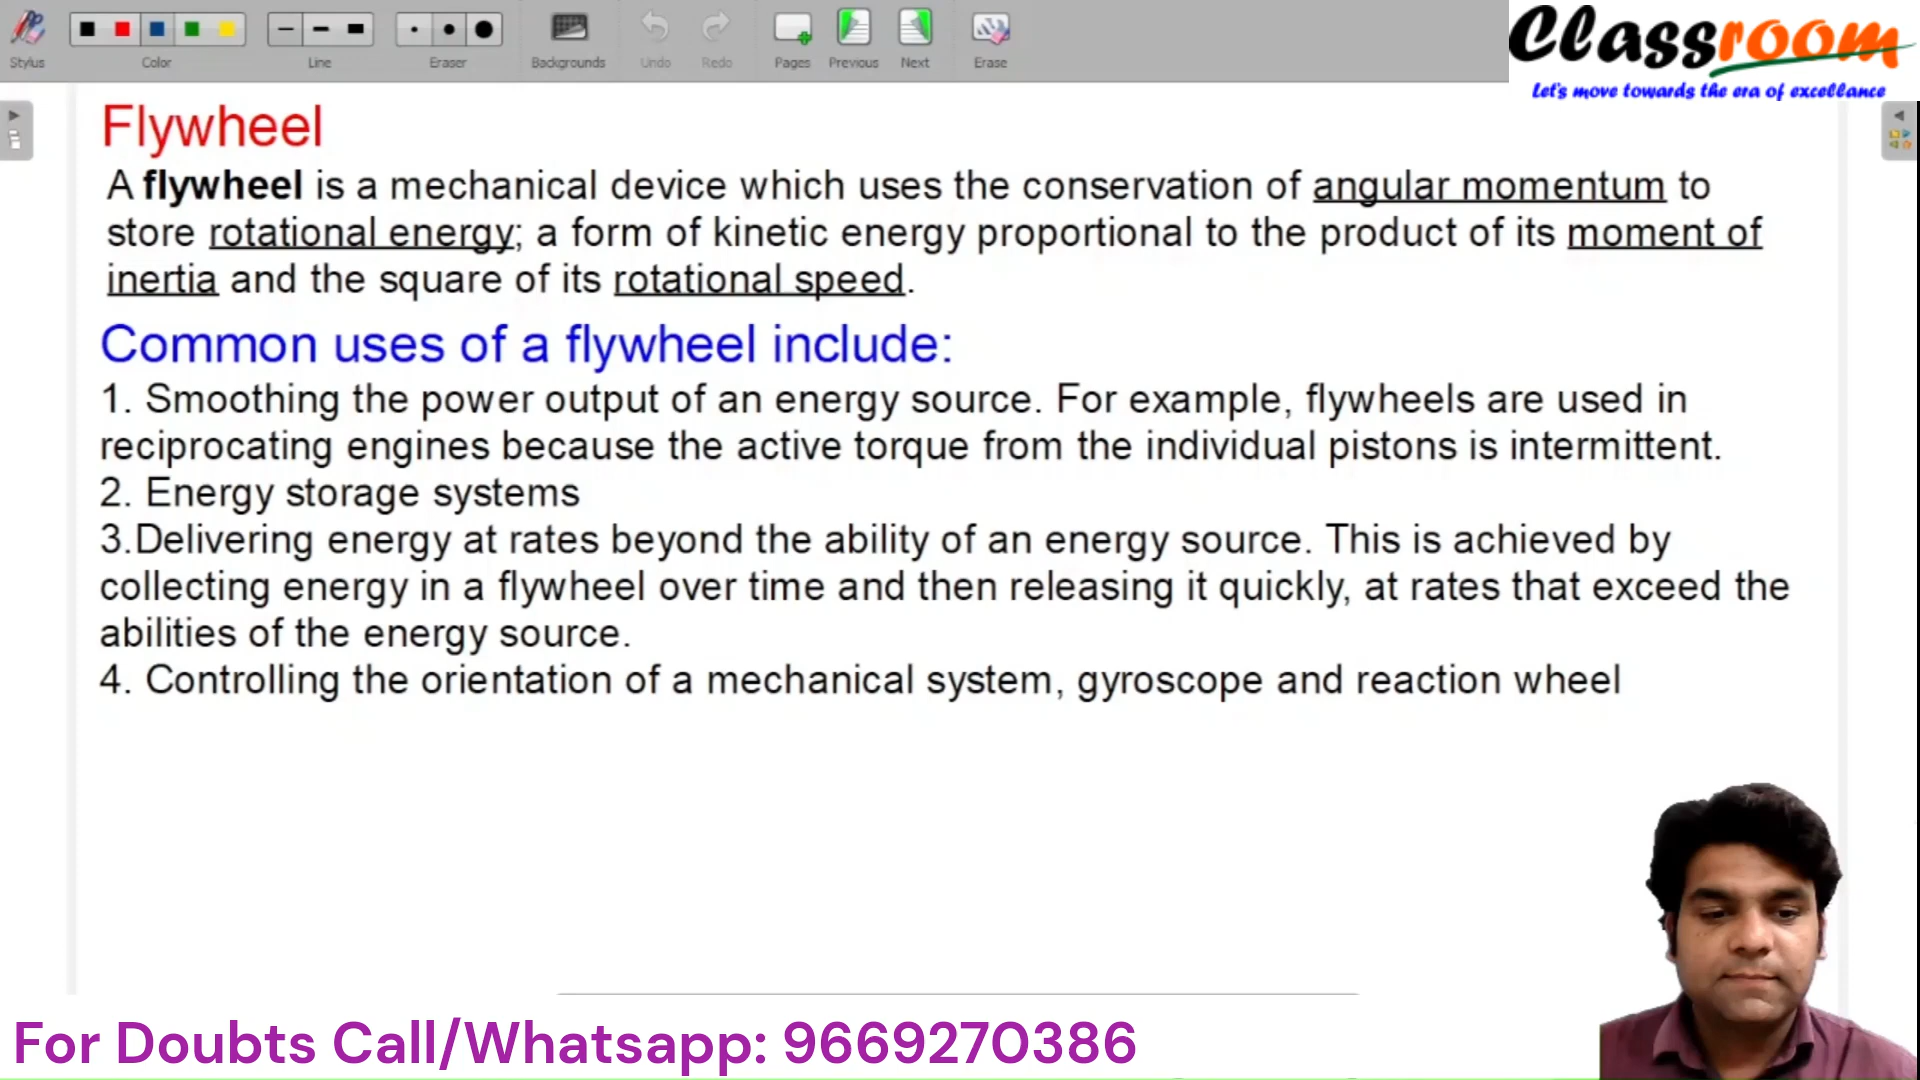 Stylus
Color
Line
Eraser
Backgrounds
Undo
Redo
Pages
Previous
Next
Erase
Classroom
Let's move towards the era of excellance
Flywheel
A flywheel is a mechanical device which uses the conservation of angular momentum to
store rotational energy; a form of kinetic energy proportional to the product of its moment of
inertia and the square of its rotational speed.
Common uses of a flywheel include:
1. Smoothing the power output of an energy source. For example, flywheels are used in
reciprocating engines because the active torque from the individual pistons is intermittent.
2. Energy storage systems
3.Delivering energy at rates beyond the ability of an energy source. This is achieved by
collecting energy in a flywheel over time and then releasing it quickly, at rates that exceed the
abilities of the energy source.
4. Controlling the orientation of a mechanical system, gyroscope and reaction wheel
For Doubts Call/Whatsapp: 9669270386